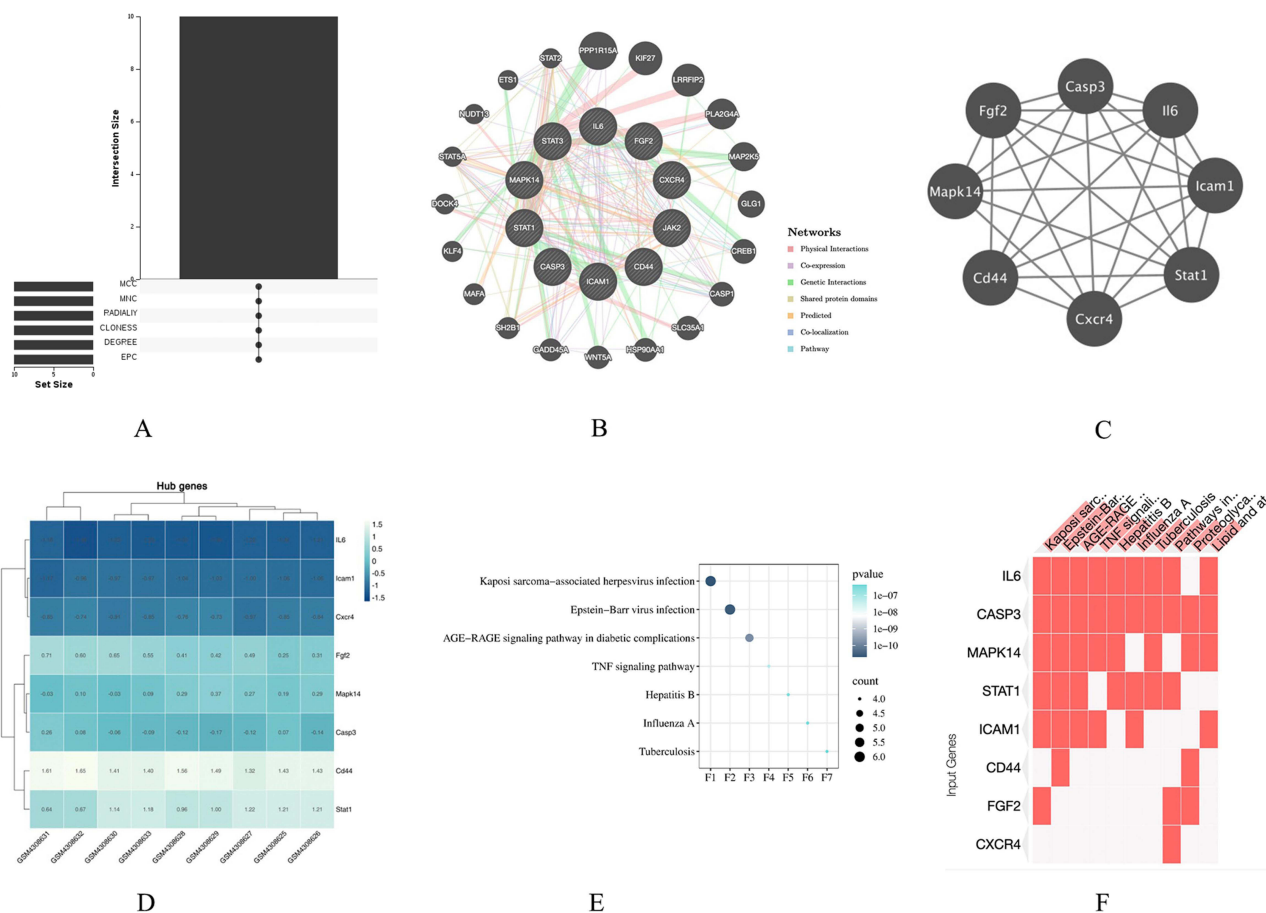 10
8
6
4
2
0
Intersection Size
MCC
MNC
RADIALIY
CLONESS
DEGREE
EPC
10 5 0
Set Size
A
PPP1R15A
KIF27
LRRFIP2
PLA2G4A
MAP2K5
GLG1
CREB1
CASP1
SLC35A1
HSP90AA1
WNT5A
GADD45A
SH2B1
MAFA
KLF4
DOCK4
STAT5A
NUDT13
ETS1
STAT2
IL6
FGF2
CXCR4
JAK2
CD44
ICAM1
CASP3
STAT1
MAPK14
STAT3
Networks
Physical Interactions
Co-expression
Genetic Interactions
Shared protein domains
Predicted
Co-localization
Pathway
B
Casp3
Il6
Icam1
Stat1
Cxcr4
Cd44
Mapk14
Fgf2
C
Hub genes
IL6
Icam1
Cxcr4
0.71 0.60 0.65 0.55 0.41 0.42 0.49 0.25 0.31 Fgf2
-0.03 0.10 -0.03 0.09 0.29 0.37 0.27 0.19 0.29 Mapk14
0.26 0.08 -0.06 -0.09 -0.12 -0.17 -0.12 0.07 -0.14 Casp3
1.61 1.65 1.41 1.40 1.56 1.49 1.32 1.43 1.43 Cd44
0.64 0.67 1.14 1.18 0.96 1.00 1.22 1.21 1.21 Stat1
GSM4308631
GSM4308632
GSM4308630
GSM4308633
GSM4308628
GSM4308629
GSM4308627
GSM4308625
GSM4308626
1.5
1
0.5
0
-0.5
-1
-1.5
D
Kaposi sarcoma−associated herpesvirus infection
Epstein−Barr virus infection
AGE−RAGE signaling pathway in diabetic complications
TNF signaling pathway
Hepatitis B
Influenza A
Tuberculosis
F1 F2 F3 F4 F5 F6 F7
pvalue
1e−07
1e−08
1e−09
1e−10
count
4.0
4.5
5.0
5.5
6.0
E
Kaposi sarc..
Epstein-Bar..
AGE-RAGE ..
TNF signali..
Hepatitis B
Influenza A
Tuberculosis
Pathways in..
Proteoglyca..
Lipid and at
Input Genes
IL6
CASP3
MAPK14
STAT1
ICAM1
CD44
FGF2
CXCR4
F